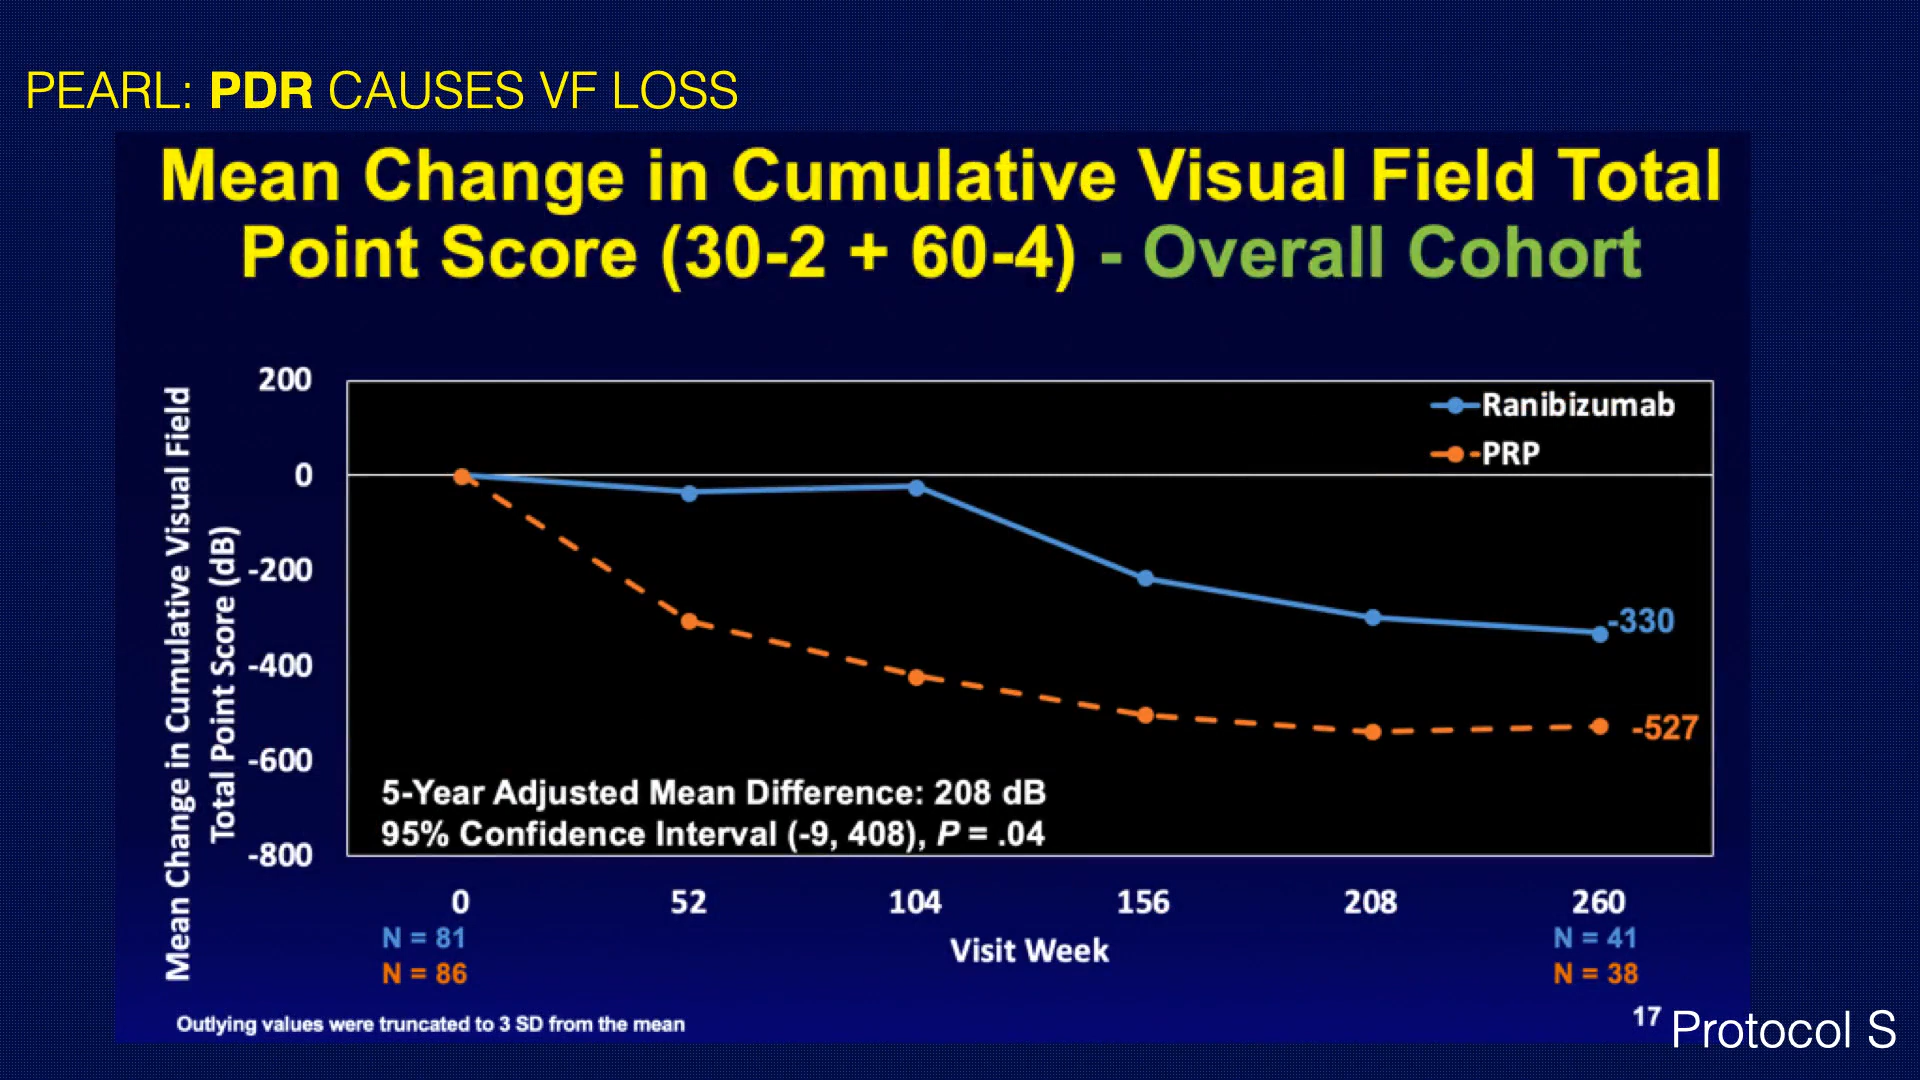 PEARL: PDR CAUSES VF LOSS
Mean Change in Cumulative Visual Field Total
Point Score (30-2 + 60-4) - Overall Cohort
Mean Change in Cumulative Visual Field
Total Point Score (dB)
200
0
-200
-400
-600
-800
Ranibizumab
PRP
-330
-527
5-Year Adjusted Mean Difference: 208 dB
95% Confidence Interval (-9, 408), P = .04
0 52 104 156 208 260
N = 81 N = 41
Visit Week
N = 86 N = 38
Outlying values were truncated to 3 SD from the mean
17
Protocol S